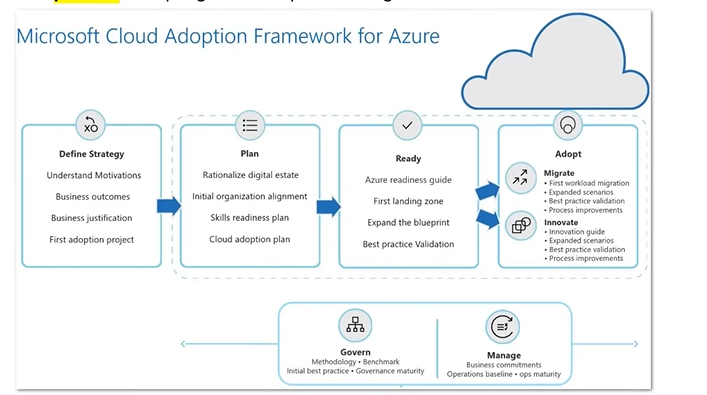 Microsoft Cloud Adoption Framework for Azure
Define Strategy
Understand Motivations
Business outcomes
Business justification
First adoption project
Plan
Rationalize digital estate
Initial organization alignment
Skills readiness plan
Cloud adoption plan
Ready
Azure readiness guide
First landing zone
Expand the blueprint
Best practice Validation
Adopt
Migrate
• First workload migration
• Expanded scenarios
• Best practice validation
• Process improvements
Innovate
• Innovation guide
• Expanded scenarios
• Best practice validation
• Process improvements
Govern
Methodology • Benchmark
Initial best practice • Governance maturity
Manage
Business commitments
Operations baseline • ops maturity